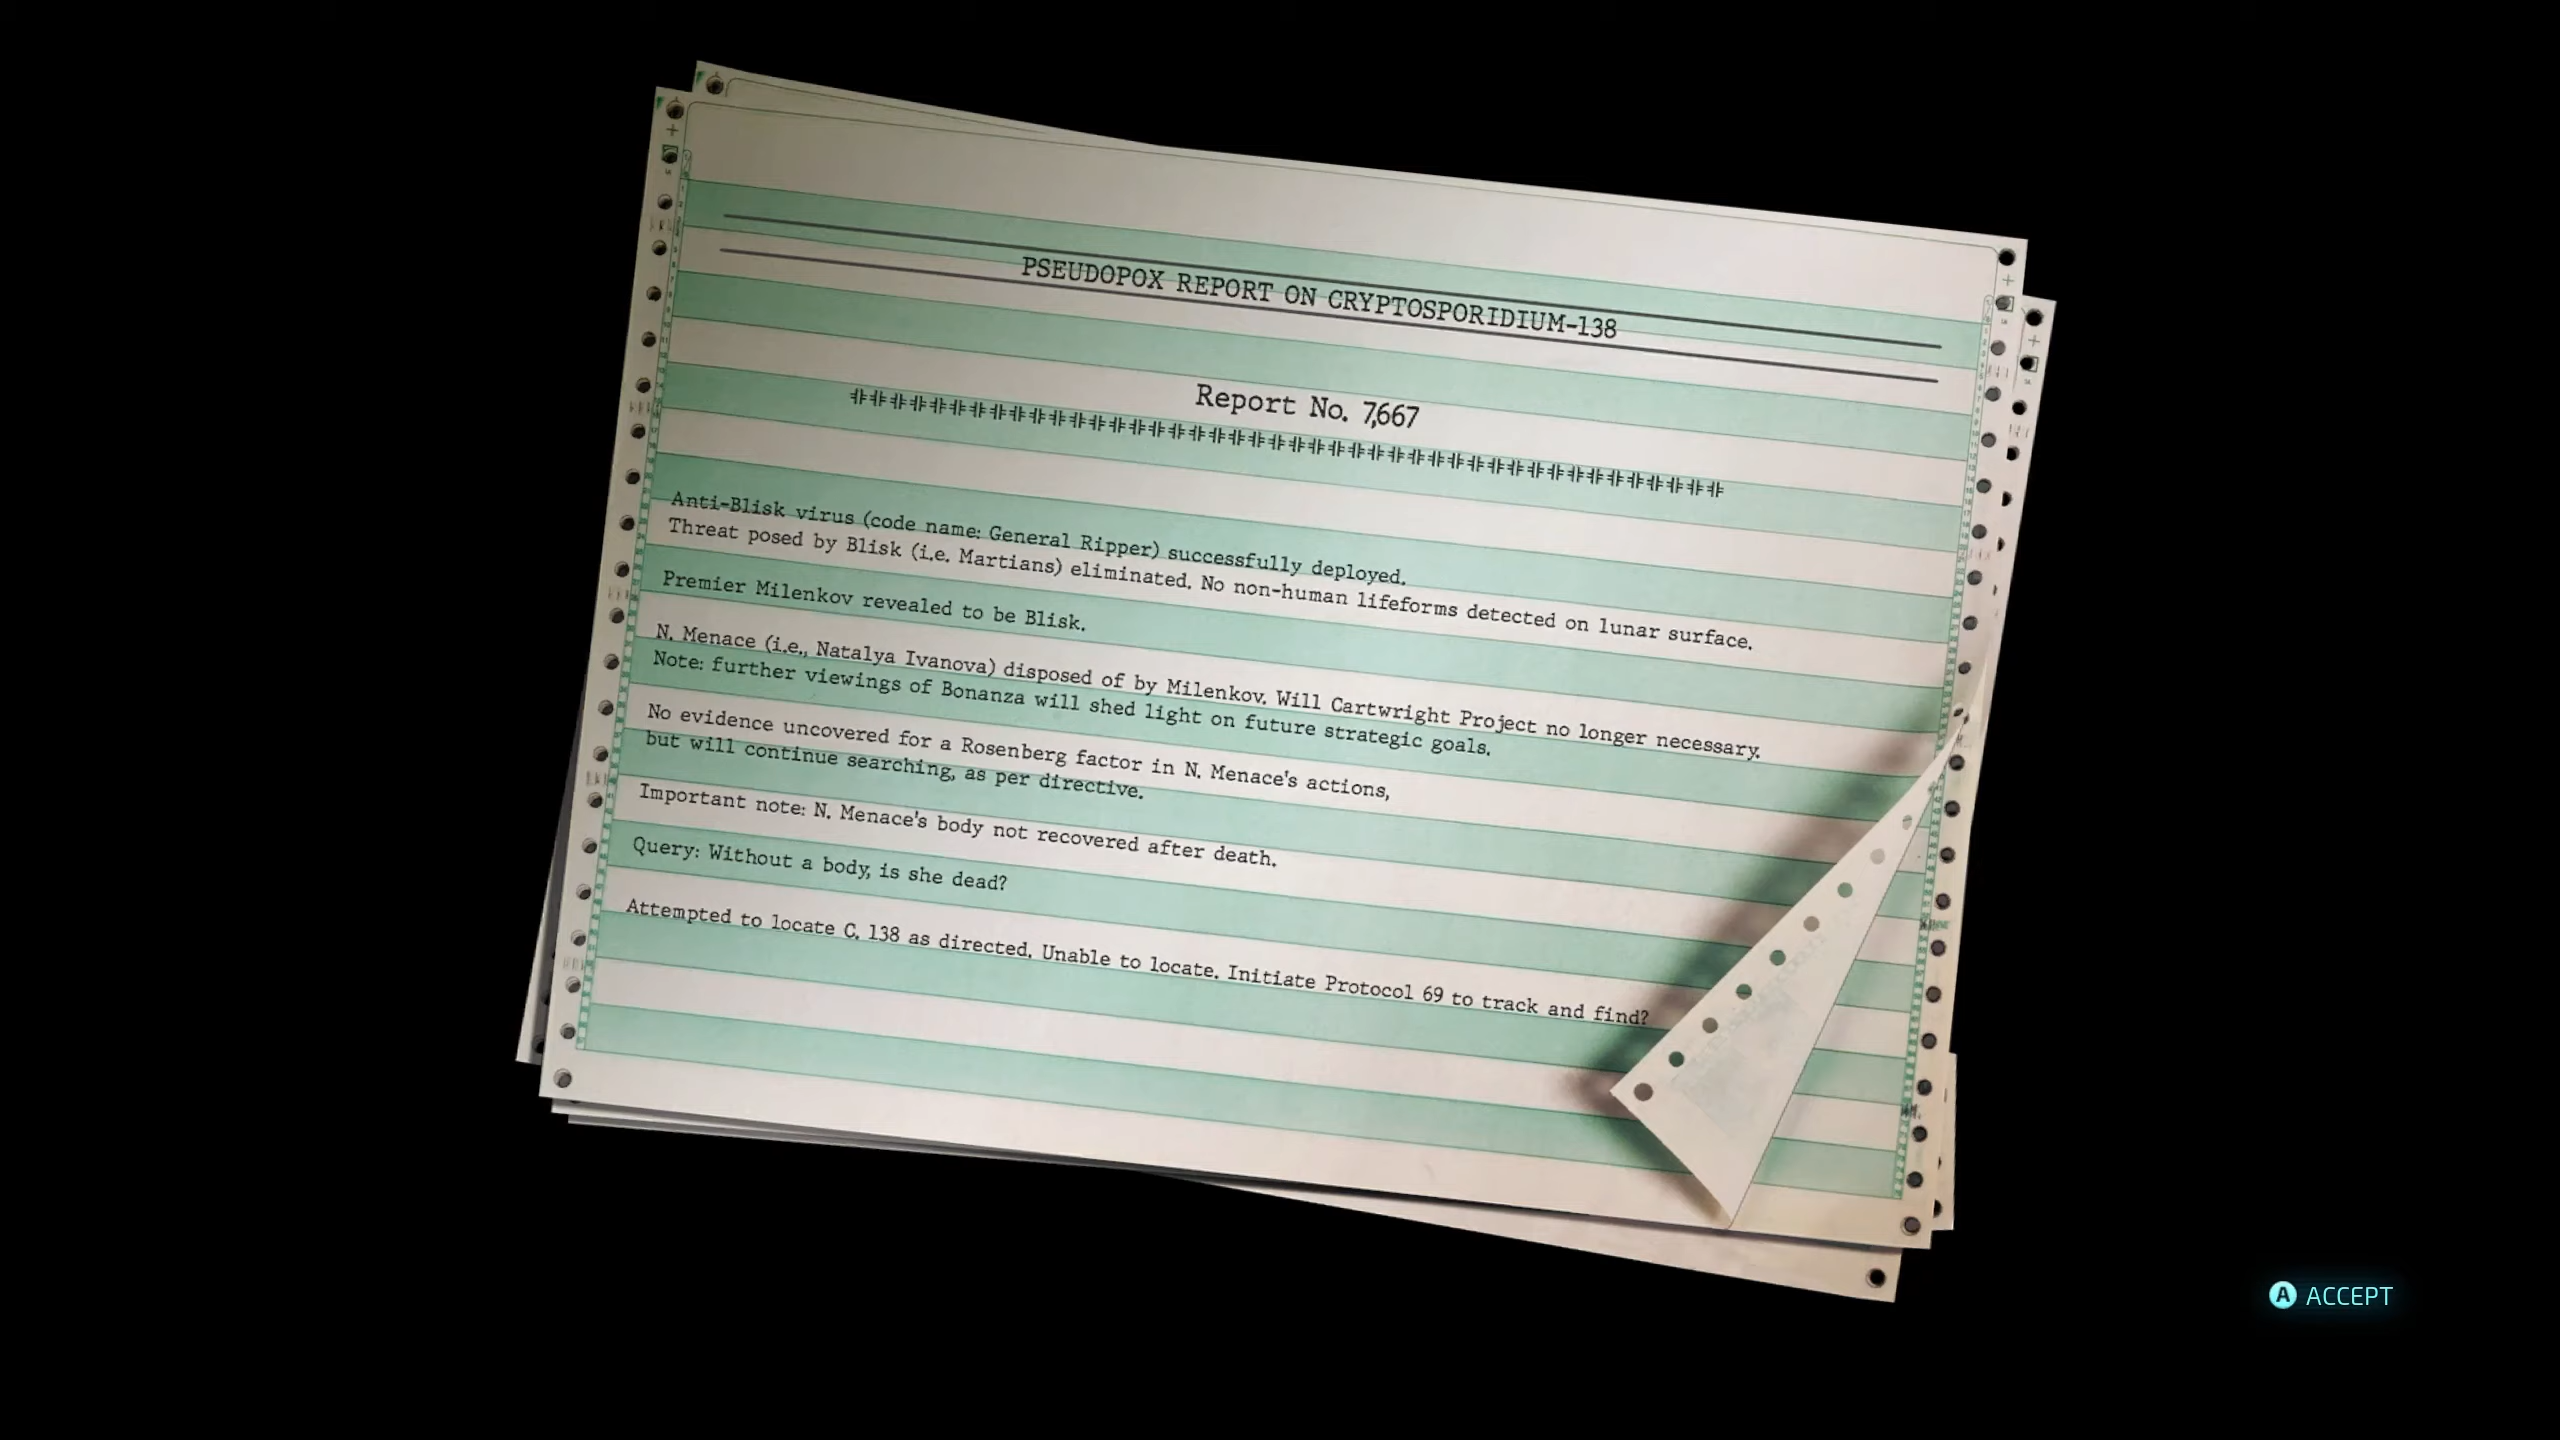 PSEUDOPOX REPORT ON CRYPTOSPORIDIUM-138
Report No. 7,667
Anti-Blisk virus (code name: General Ripper) successfully deployed.
Threat posed by Blisk (i.e. Martians) eliminated. No non-human lifeforms detected on lunar surface.
Premier Milenkov revealed to be Blisk.
N. Menace (i.e., Natalya Ivanova) disposed of by Milenkov. Will Cartwright Project no longer necessary.
Note: further viewings of Bonanza will shed light on future strategic goals.
No evidence uncovered for a Rosenberg factor in N. Menace's actions,
but will continue searching, as per directive.
Important note: N. Menace's body not recovered after death.
Query: Without a body, is she dead?
Attempted to locate C. 138 as directed. Unable to locate. Initiate Protocol 69 to track and find?
A ACCEPT